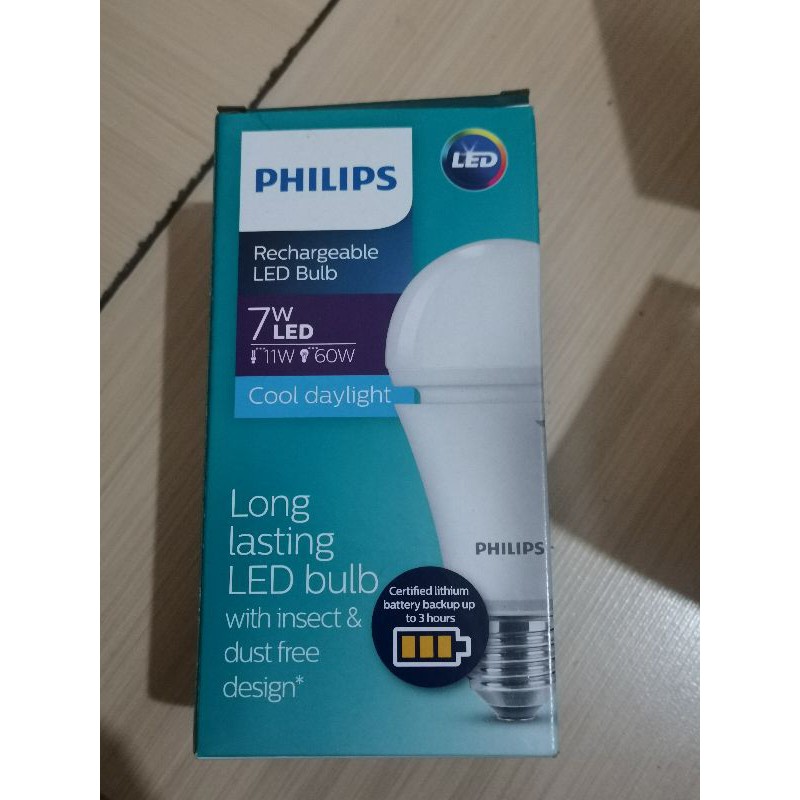 PHILIPS
LED
Rechargeable
LED Bulb
7W
LED
11W 60W
Cool daylight
Long
lasting
LED bulb
with insect &
dust free
design*
PHILIPS
Certified lithium
battery backup up
to 3 hours